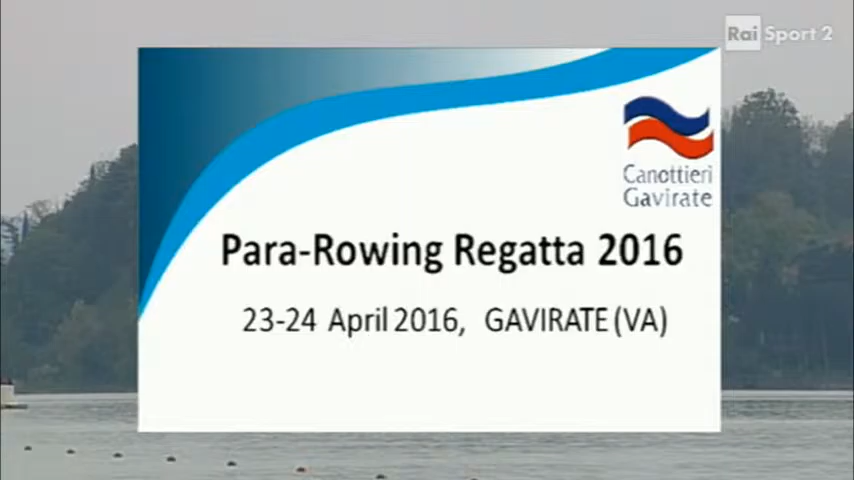 Rai Sport 2
Canottieri
Gavirate
Para-Rowing Regatta 2016
23-24 April 2016, GAVIRATE (VA)